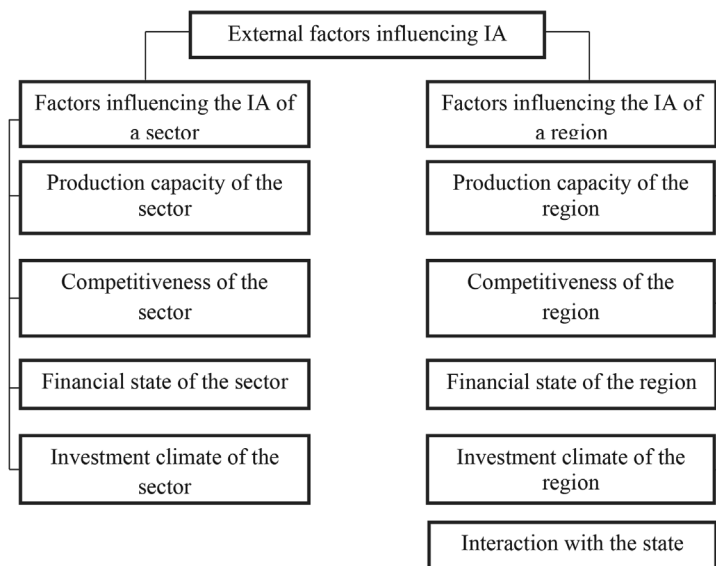 External factors influencing IA
Factors influencing the IA of
a sector
Production capacity of the
sector
Competitiveness of the
sector
Financial state of the sector
Investment climate of the
sector
Factors influencing the IA of
a region
Production capacity of the
region
Competitiveness of the
region
Financial state of the region
Investment climate of the
region
Interaction with the state